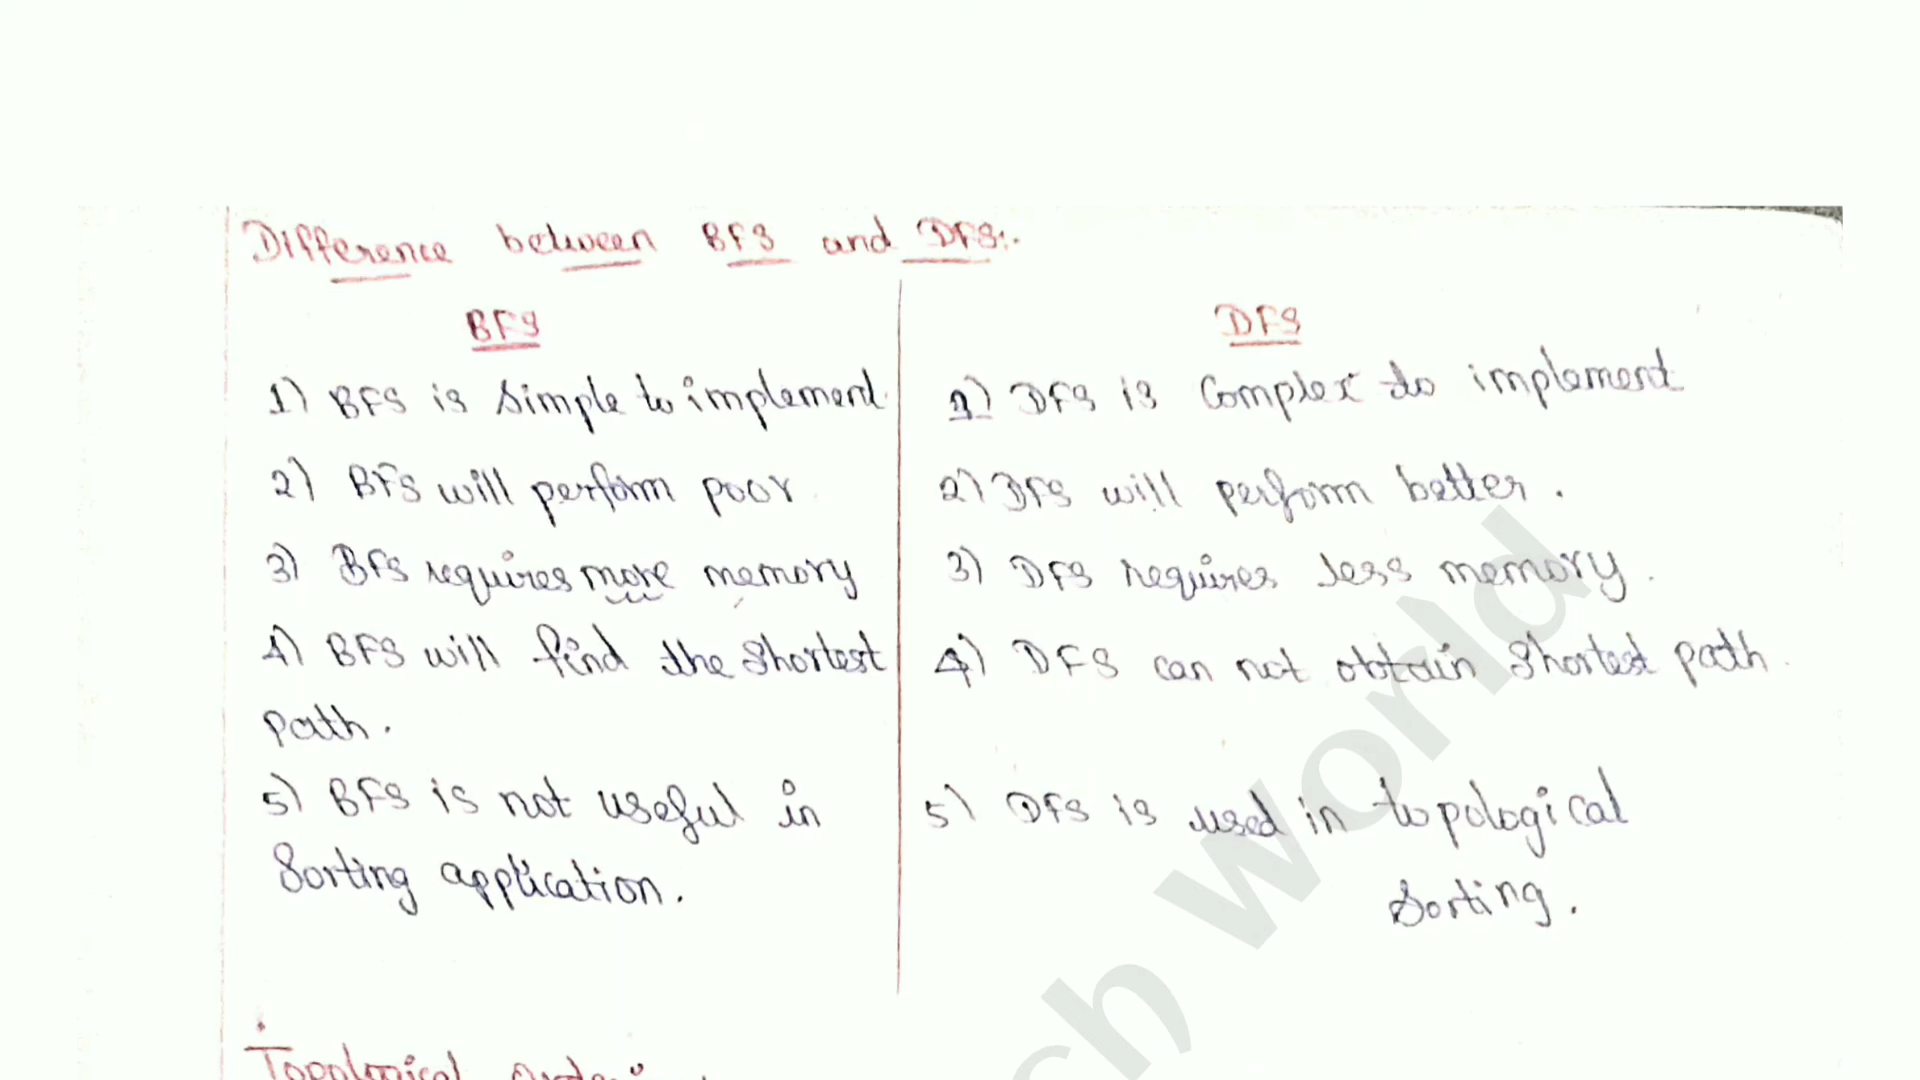 Difference between BFS and DFS:.
BFS
1) BFS is simple to implement.
2) BFS will perform poor.
3) BFS requires more memory
4) BFS will find the shortest
path.
5) BFS is not useful in
Sorting application.
DFS
1) DFS is Complex to implement
2) DFS will perform better.
3) DFS requires less memory.
4) DFS can not obtain shortest path.
5) DFS is used in topological
Sorting.
Topological
ch world